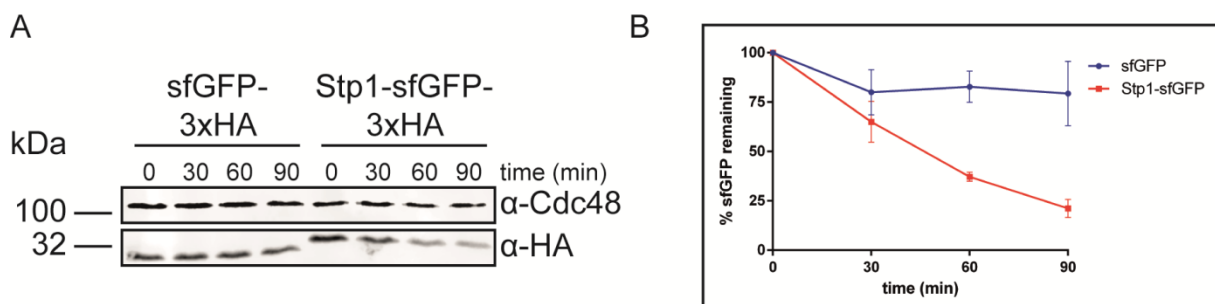 A
sfGFP- Stp1-sfGFP-
3xHA 3xHA
kDa
0 30 60 90 0 30 60 90 time (min)
100 α-Cdc48
32 α-HA
B
100
75
50
25
0
0 30 60 90
% sfGFP remaining
time (min)
sfGFP
Stp1-sfGFP